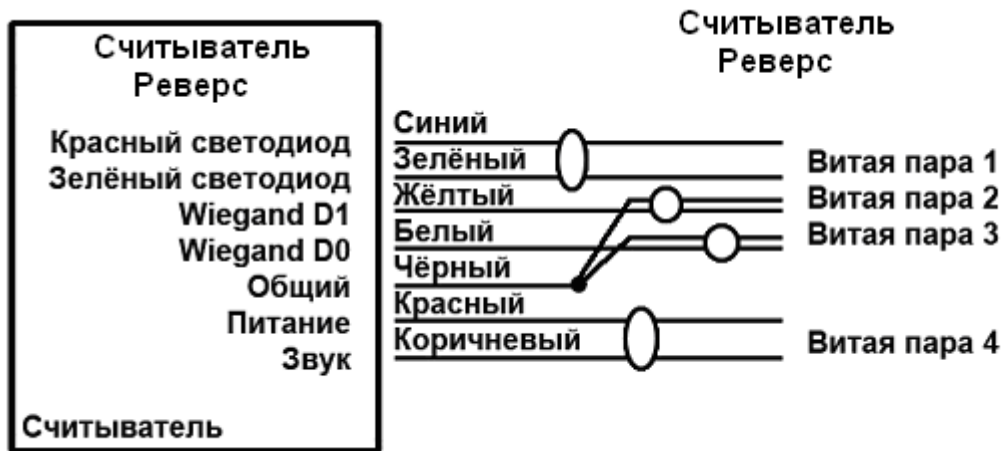 Считыватель
Реверс
Считыватель
Реверс
Красный светодиод
Зелёный светодиод
Wiegand D1
Wiegand D0
Общий
Питание
Звук
Считыватель
Синий
Зелёный
Жёлтый
Белый
Чёрный
Красный
Коричневый
Витая пара 1
Витая пара 2
Витая пара 3
Витая пара 4